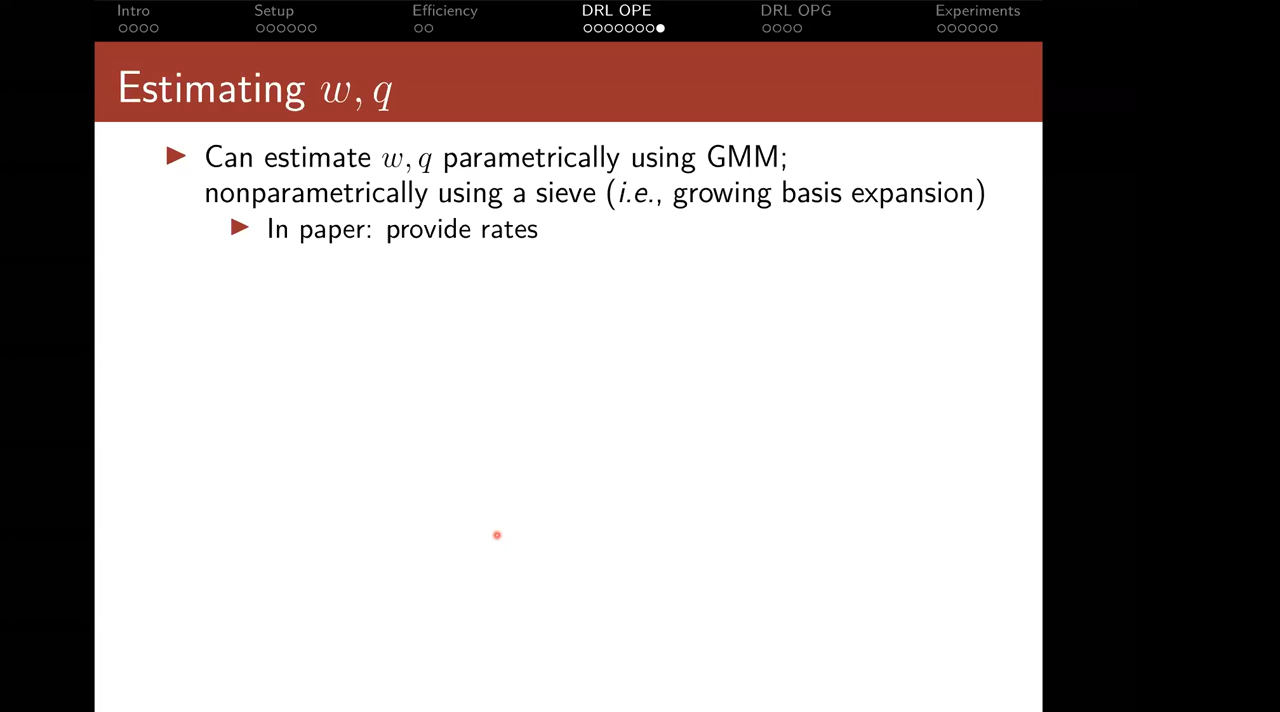 Intro Setup Efficiency DRL OPE DRL OPG Experiments
Estimating w, q
Can estimate w, q parametrically using GMM;
nonparametrically using a sieve (i.e., growing basis expansion)
In paper: provide rates